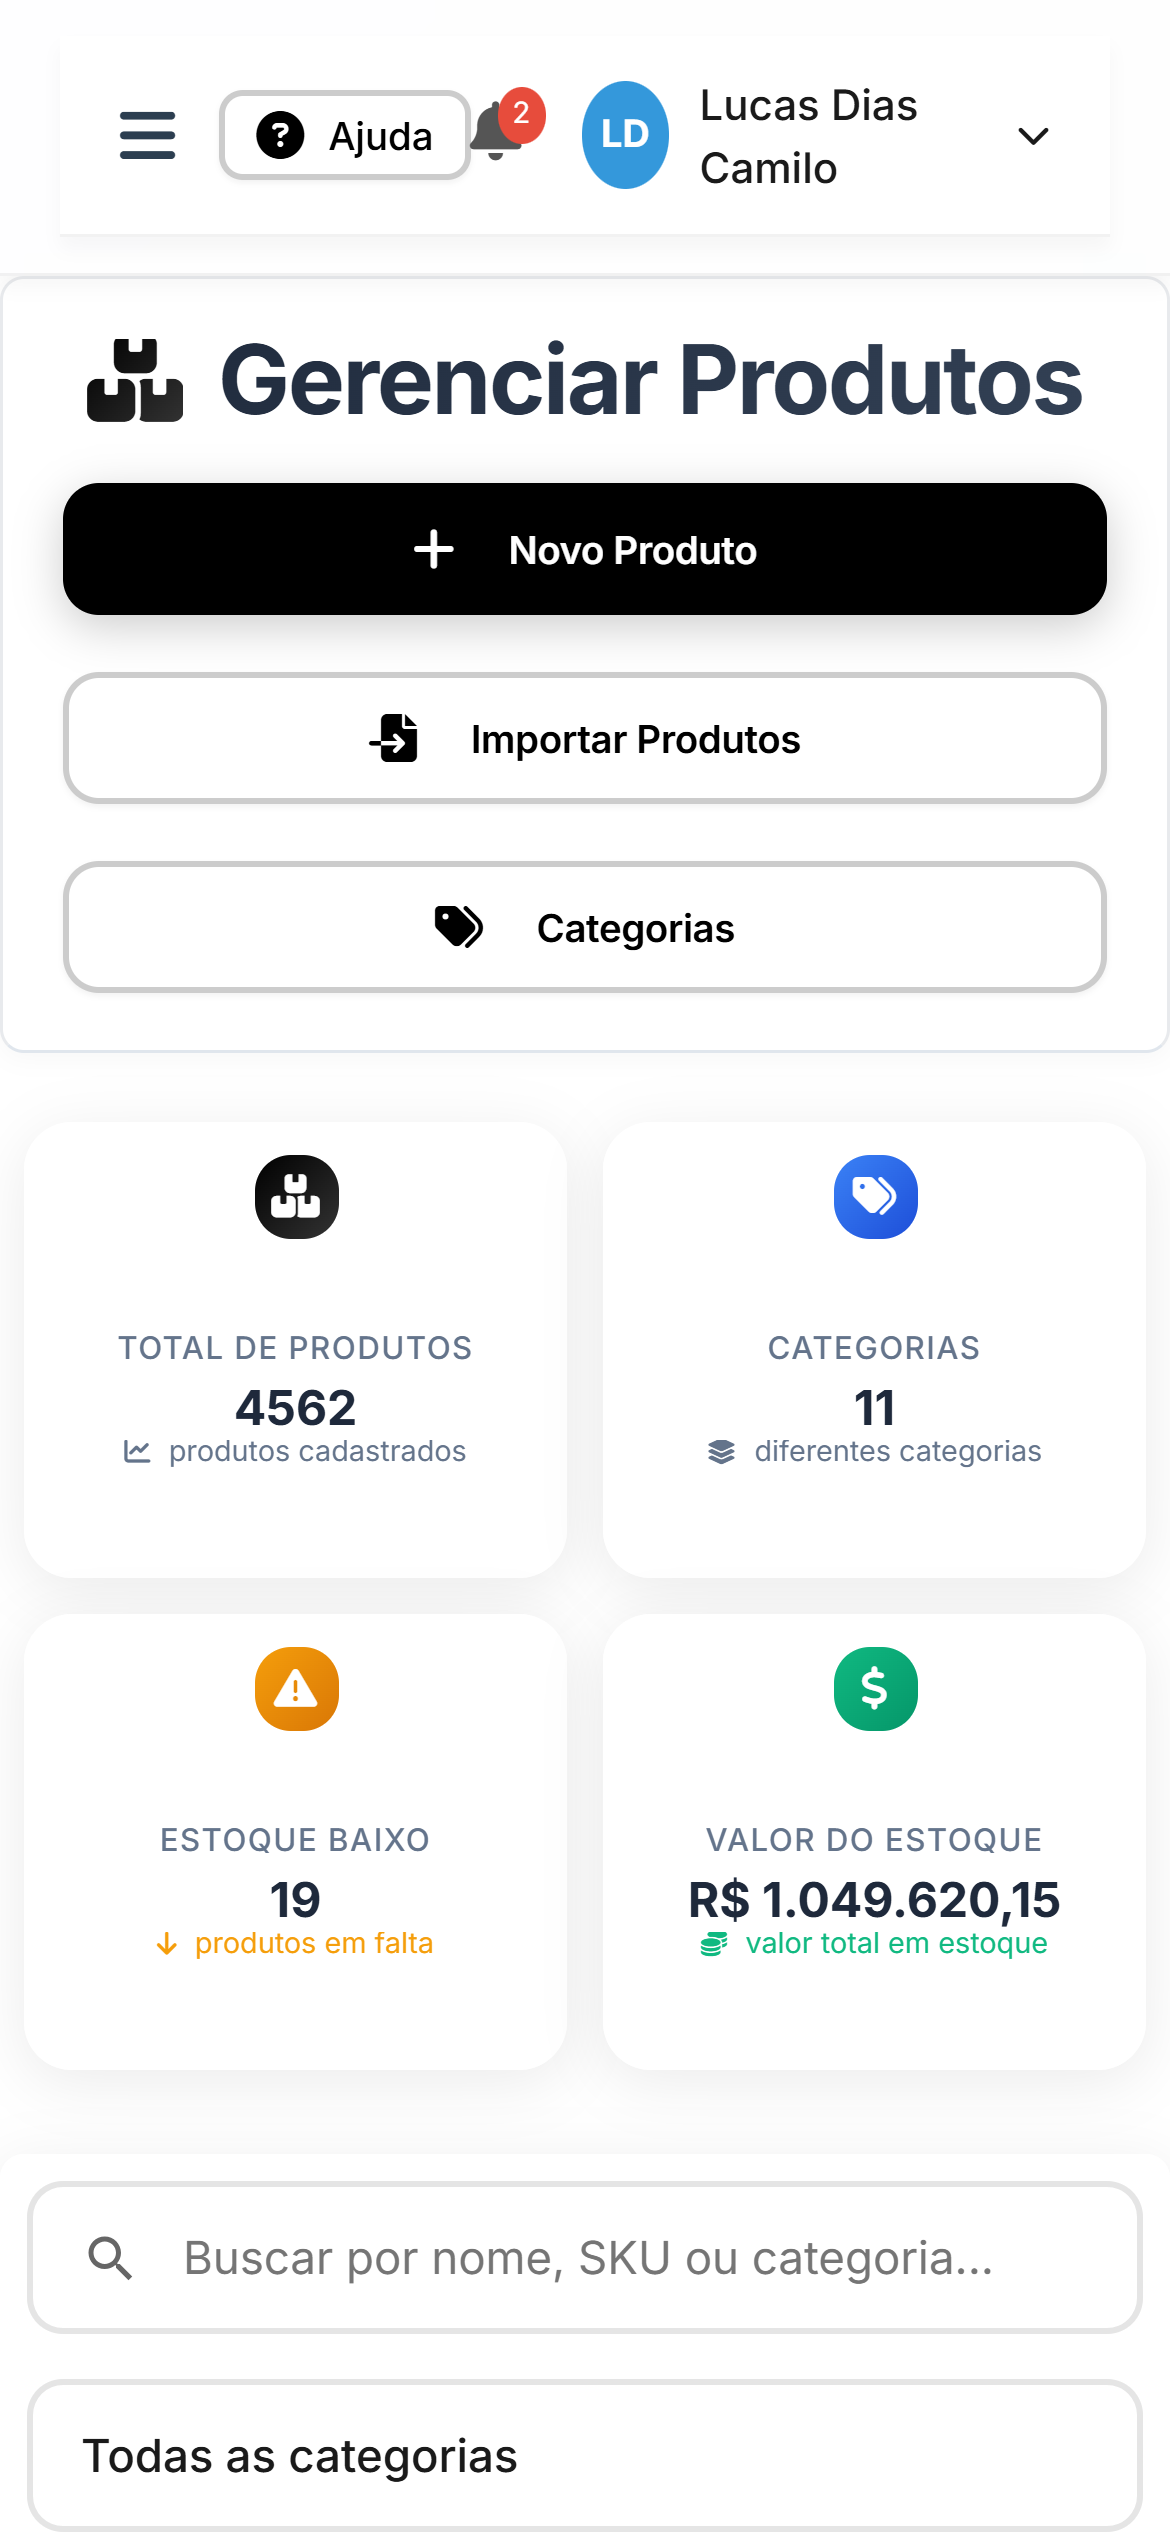 Ajuda
2
LD
Lucas Dias
Camilo
Gerenciar Produtos
Novo Produto
Importar Produtos
Categorias
TOTAL DE PRODUTOS
4562
produtos cadastrados
CATEGORIAS
11
diferentes categorias
ESTOQUE BAIXO
19
produtos em falta
VALOR DO ESTOQUE
R$ 1.049.620,15
valor total em estoque
Buscar por nome, SKU ou categoria...
Todas as categorias